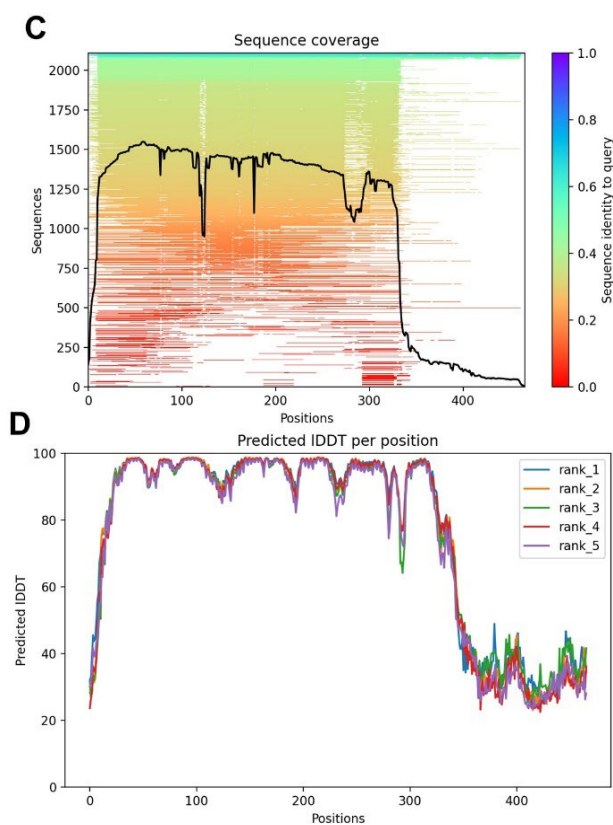 C
Sequence coverage
Sequences
2000
1750
1500
1250
1000
750
500
250
0
0 100 200 300 400
Positions
1.0
0.8
0.6
0.4
0.2
0.0
Sequence identity to query
D
Predicted lDDT per position
Predicted lDDT
100
80
60
40
20
0
0 100 200 300 400
Positions
rank_1
rank_2
rank_3
rank_4
rank_5